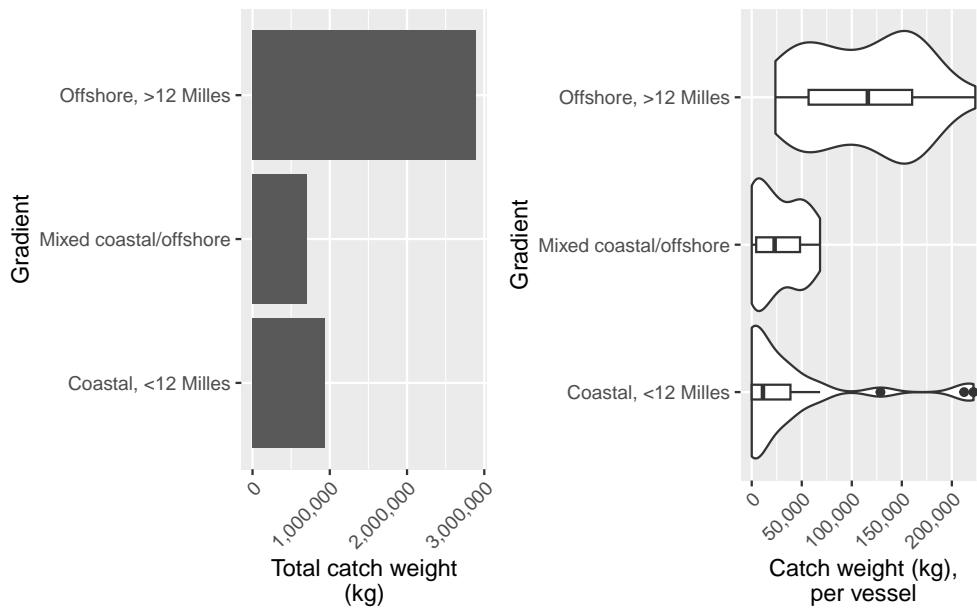 Offshore, >12 Milles
Mixed coastal/offshore
Coastal, <12 Milles
Gradient
0
1,000,000
2,000,000
3,000,000
Total catch weight
(kg)
Offshore, >12 Milles
Mixed coastal/offshore
Coastal, <12 Milles
Gradient
0
50,000
100,000
150,000
200,000
Catch weight (kg),
per vessel